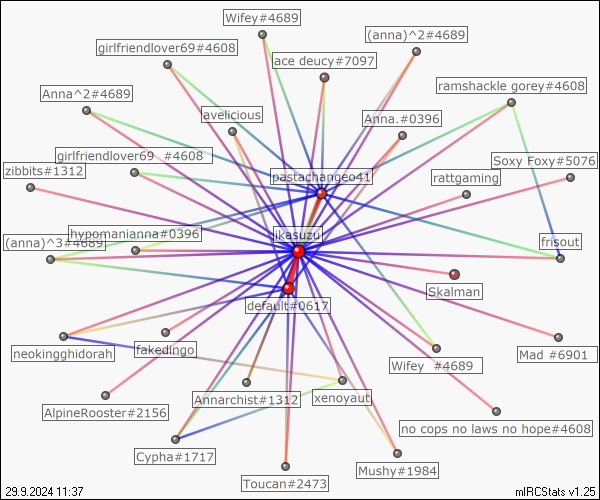 Wifey#4689
(anna)^2#4689
girlfriendlover69#4608
ace deucy#7097
ramshackle gorey#4608
Anna^2#4689
avelicious
Anna.#0396
girlfriendlover69 #4608
Soxy Foxy#5076
zibbits#1312
pastachangeo41
rattgaming
hypomanianna#0396
ikasuzu
(anna)^3#4689
frisout
Skalman
default#0617
neokingghidorah
fakedingo
Wifey #4689
Mad #6901
Annarchist#1312
xenoyaut
AlpineRooster#2156
no cops no laws no hope#4608
Cypha#1717
Mushy#1984
Toucan#2473
29.9.2024 11:37
mIRCStats v1.25